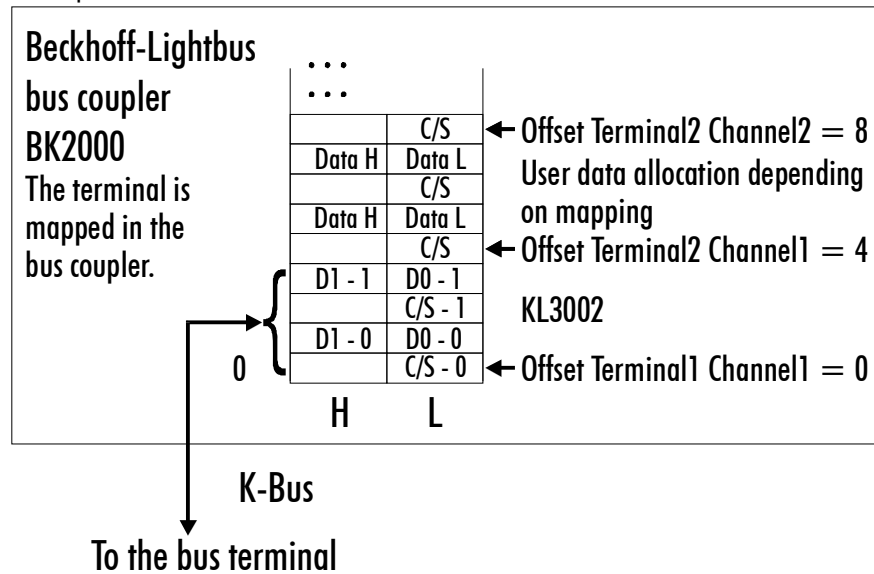 Beckhoff-Lightbus
bus coupler
BK2000
The terminal is
mapped in the
bus coupler.
...
...
C/S
Offset Terminal2 Channel2 = 8
Data H Data L
User data allocation depending
C/S
Data H Data L
on mapping
C/S
Offset Terminal2 Channel1 = 4
D1 - 1 D0 - 1
C/S - 1
KL3002
D1 - 0 D0 - 0
0
C/S - 0
Offset Terminal1 Channel1 = 0
H L
K-Bus
To the bus terminal